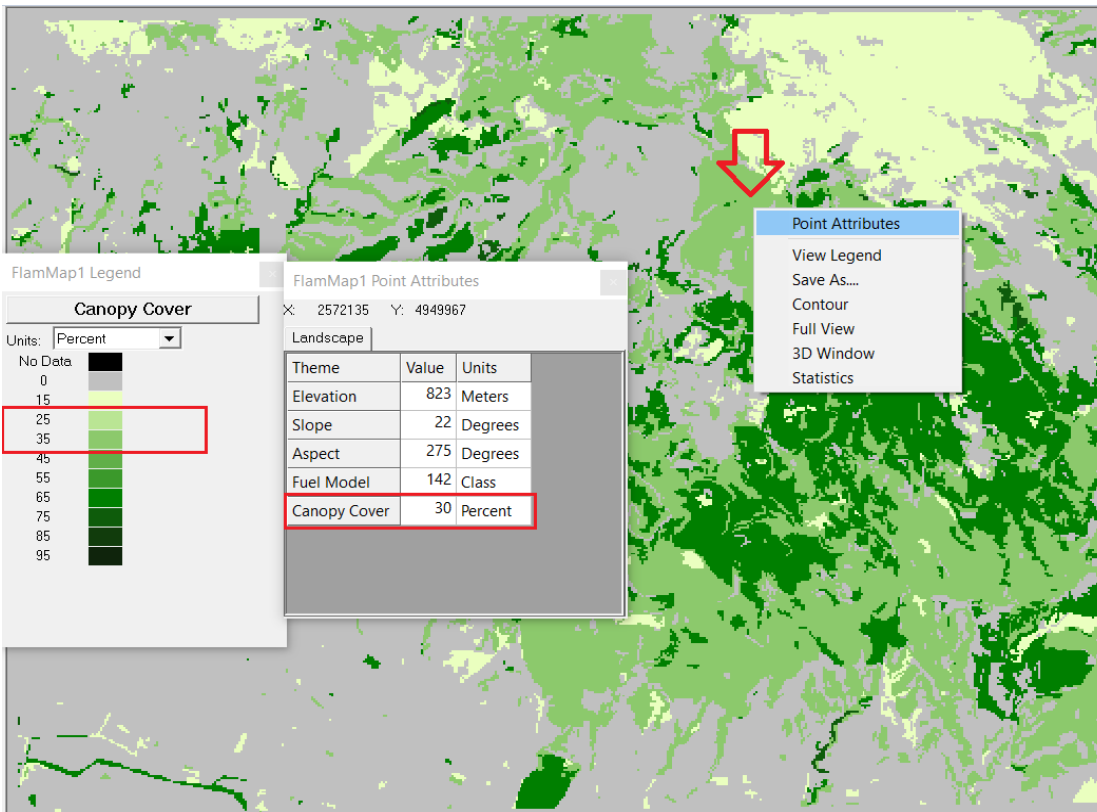 Point Attributes
View Legend
Save As....
Contour
Full View
3D Window
Statistics
FlamMap1 Legend
Canopy Cover
Units: Percent
No Data
0
15
25
35
45
55
65
75
85
95
FlamMap1 Point Attributes
X: 2572135 Y: 4949967
Landscape
Theme Value Units
Elevation 823 Meters
Slope 22 Degrees
Aspect 275 Degrees
Fuel Model 142 Class
Canopy Cover 30 Percent